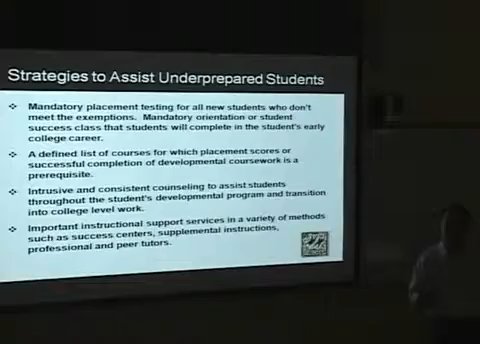 Strategies to Assist Underprepared Students
❖ Mandatory placement testing for all new students who don't
meet the exemptions. Mandatory orientation or student
success class that students will complete in the student's early
college career.
❖ A defined list of courses for which placement scores or
successful completion of developmental coursework is a
prerequisite.
❖ Intrusive and consistent counseling to assist students
throughout the student's developmental program and transition
into college level work.
❖ Important instructional support services in a variety of methods
such as success centers, supplemental instructions,
professional and peer tutors.